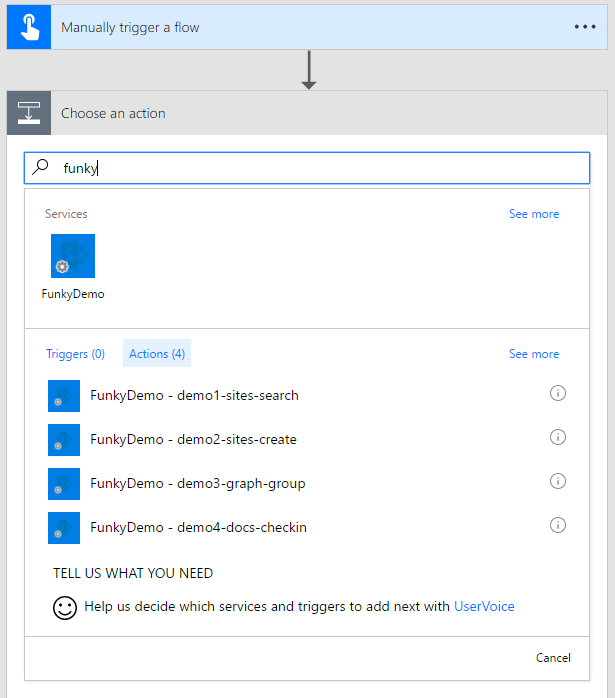 Manually trigger a flow
Choose an action
funky
Services
See more
FunkyDemo
Triggers (0)
Actions (4)
See more
FunkyDemo - demo1-sites-search
FunkyDemo - demo2-sites-create
FunkyDemo - demo3-graph-group
FunkyDemo - demo4-docs-checkin
TELL US WHAT YOU NEED
Help us decide which services and triggers to add next with UserVoice
Cancel